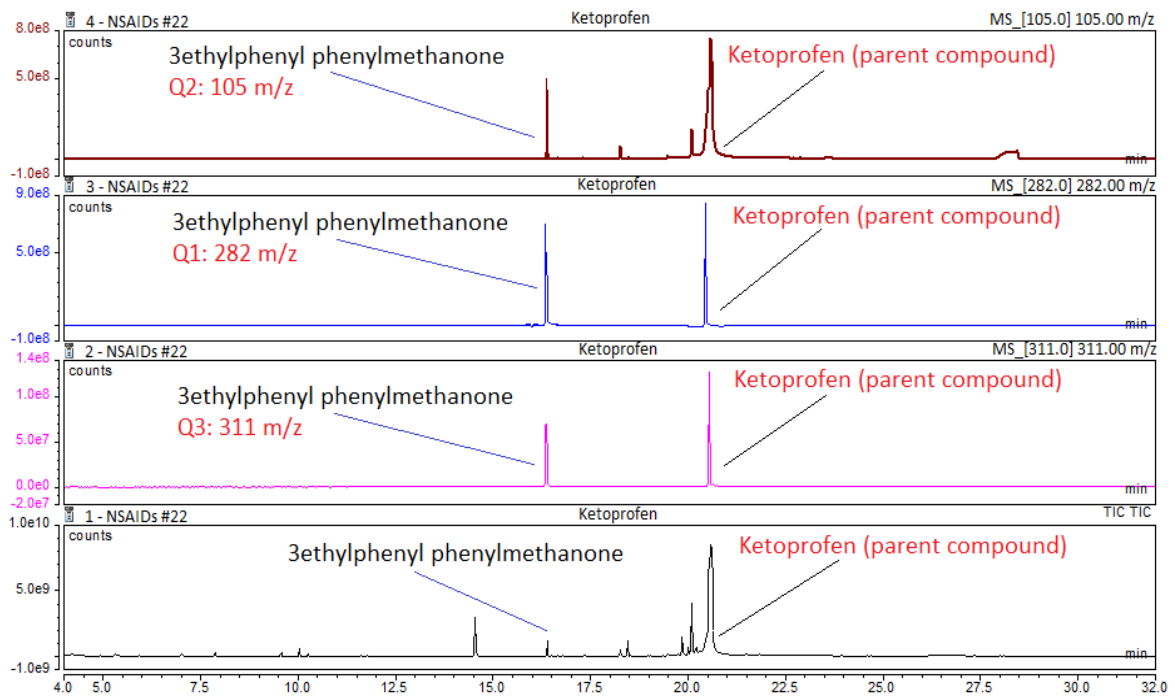 4 - NSAIDs #22 Ketoprofen MS_[105.0] 105.00 m/z
8.0e8
counts
3ethylphenyl phenylmethanone
Ketoprofen (parent compound)
Q2: 105 m/z
5.0e8
-1.0e8
min
3 - NSAIDs #22 Ketoprofen MS_[282.0] 282.00 m/z
9.0e8
counts
3ethylphenyl phenylmethanone
Ketoprofen (parent compound)
Q1: 282 m/z
5.0e8
-1.0e8
min
2 - NSAIDs #22 Ketoprofen MS_[311.0] 311.00 m/z
1.4e8
counts
Ketoprofen (parent compound)
1.0e8
3ethylphenyl phenylmethanone
Q3: 311 m/z
5.0e7
0.0e0
-2.0e7
min
1 - NSAIDs #22 Ketoprofen TIC TIC
1.0e10
counts
3ethylphenyl phenylmethanone
Ketoprofen (parent compound)
5.0e9
-1.0e9
min
4.0 5.0 7.5 10.0 12.5 15.0 17.5 20.0 22.5 25.0 27.5 30.0 32.0